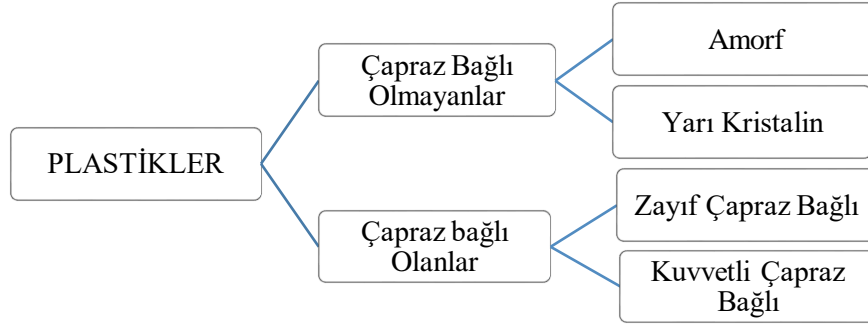 PLASTİKLER
Çapraz Bağlı
Olmayanlar
Amorf
Yarı Kristalin
Çapraz bağlı
Olanlar
Zayıf Çapraz Bağlı
Kuvvetli Çapraz
Bağlı